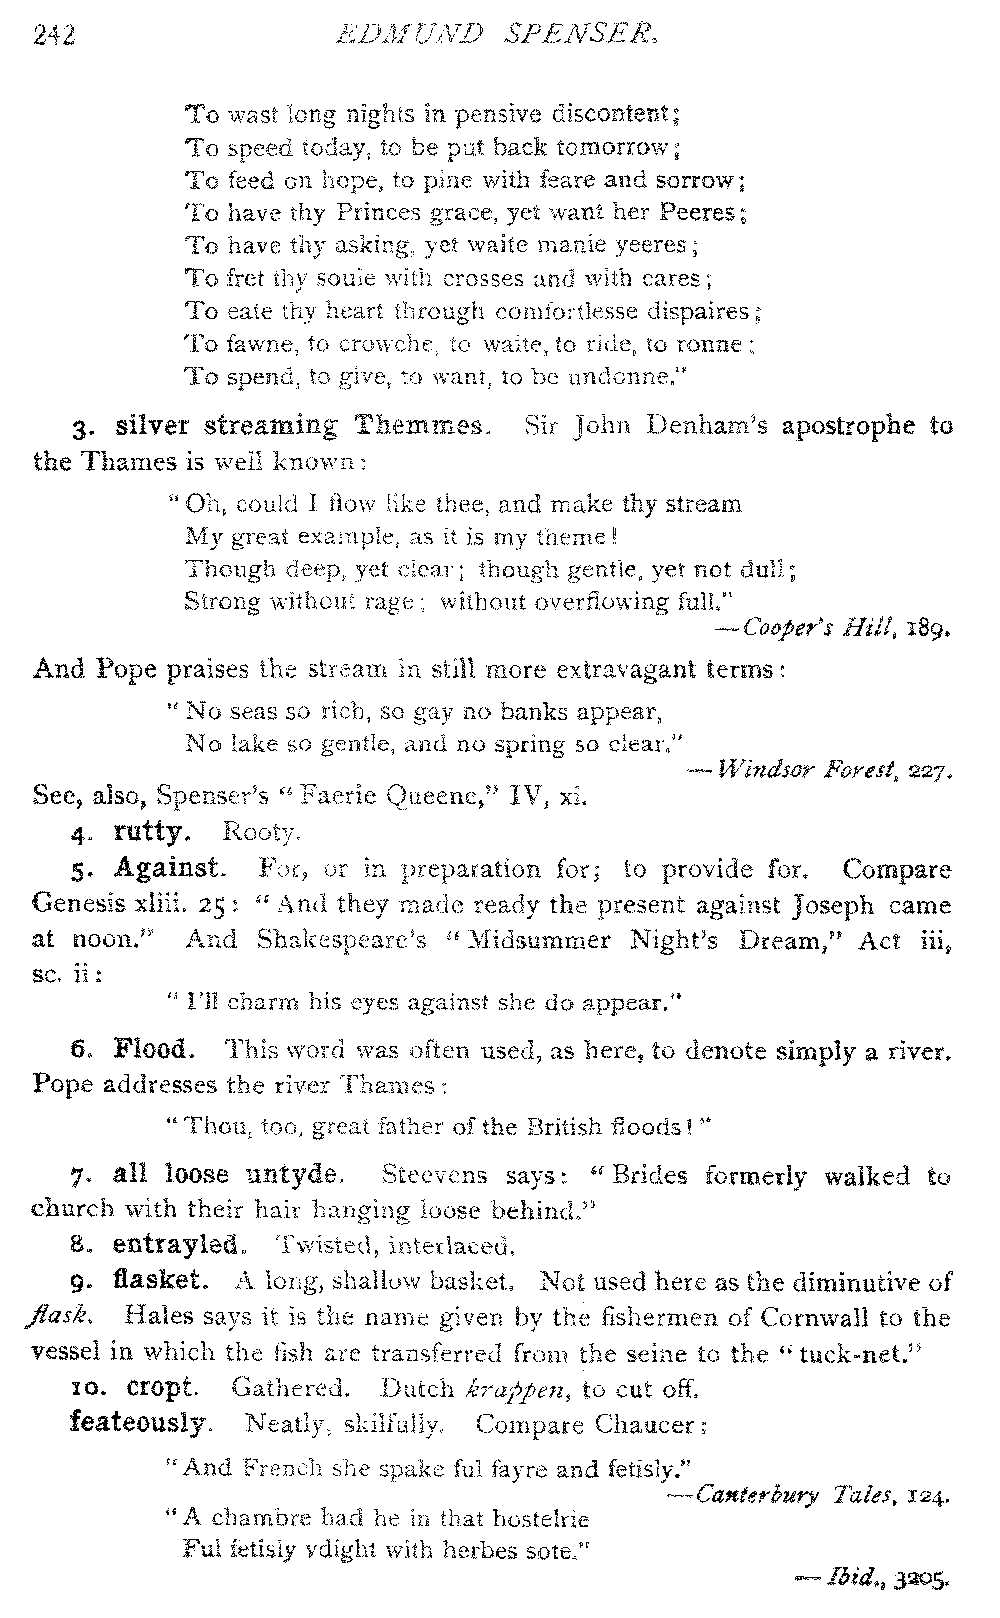 242 EDMUND SPENSER.
To wast long nights in pensive discontent;
To speed today, to be put back tomorrow;
To feed on hope, to pine with feare and sorrow;
To have thy Princes grace, yet want her Peeres;
To have thy asking, yet waite manie yeeres;
To fret thy soule with crosses and with cares;
To eate thy heart through comfortlesse dispaires;
To fawne, to crowche, to waite, to ride, to ronne;
To spend, to give, to want, to be undonne."
3. silver streaming Themmes. Sir John Denham's apostrophe to
the Thames is well known:
"Oh, could I flow like thee, and make thy stream
My great example, as it is my theme!
Though deep, yet clear; though gentle, yet not dull;
Strong without rage; without overflowing full."
—Cooper's Hill, 189.
And Pope praises the stream in still more extravagant terms:
"No seas so rich, so gay no banks appear,
No lake so gentle, and no spring so clear."
—Windsor Forest, 227.
See, also, Spenser's "Faerie Queene," IV, xi.
4. rutty. Rooty.
5. Against. For, or in preparation for; to provide for. Compare
Genesis xliii. 25: "And they made ready the present against Joseph came
at noon." And Shakespeare's "Midsummer Night's Dream," Act iii,
sc. ii:
"I'll charm his eyes against she do appear."
6. Flood. This word was often used, as here, to denote simply a river.
Pope addresses the river Thames:
"Thou, too, great father of the British floods!"
7. all loose untyde. Steevens says: "Brides formerly walked to
church with their hair hanging loose behind."
8. entrayled. Twisted, interlaced.
9. flasket. A long, shallow basket. Not used here as the diminutive of
flask. Hales says it is the name given by the fishermen of Cornwall to the
vessel in which the fish are transferred from the seine to the "tuck-net."
10. cropt. Gathered. Dutch krappen, to cut off.
feateously. Neatly, skilfully. Compare Chaucer:
"And French she spake ful fayre and fetisly."
—Canterbury Tales, 124.
"A chambre had he in that hostelrie
Ful fetisly ydight with herbes sote."
—Ibid., 3205.